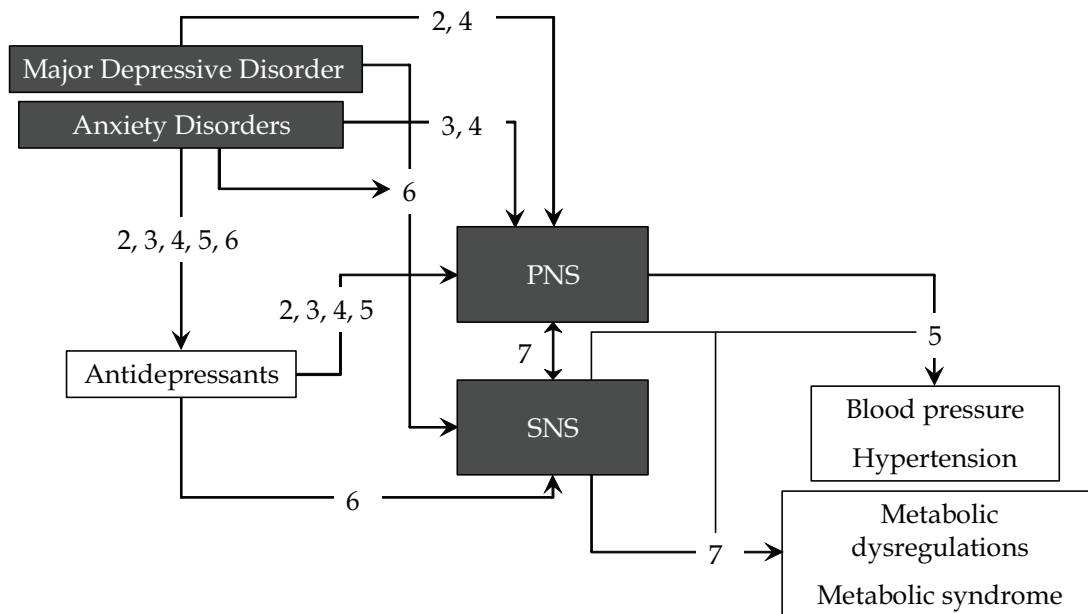 2, 4
Major Depressive Disorder
Anxiety Disorders
3, 4
6
2, 3, 4, 5, 6
PNS
2, 3, 4, 5
7
5
Antidepressants
SNS
Blood pressure
Hypertension
6
7
Metabolic
dysregulations
Metabolic syndrome